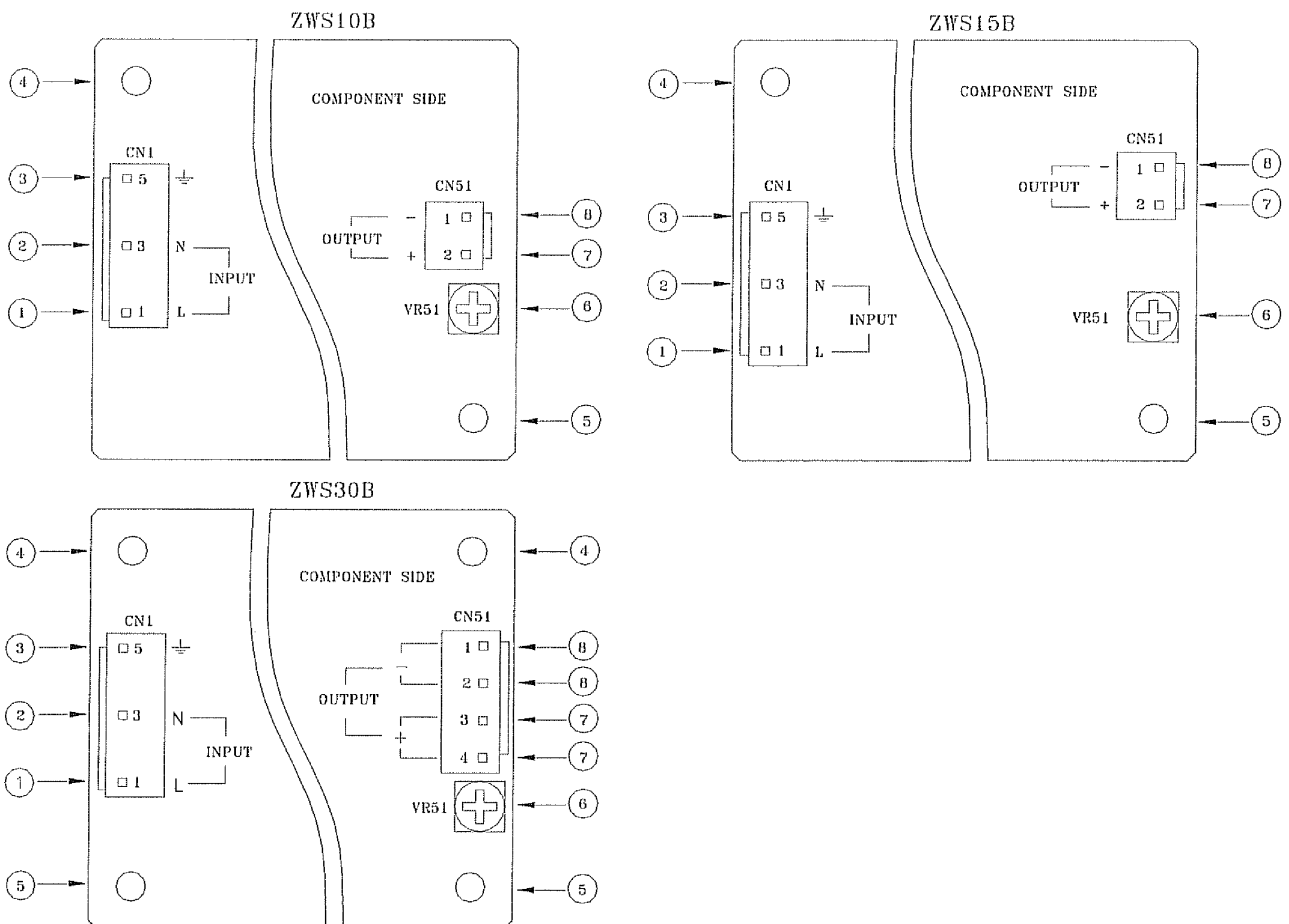 ZWS10B
4
COMPONENT SIDE
CN1
3
5
CN51
2
3
N
INPUT
1
1
L
OUTPUT
-
1
8
+
2
7
VR51
6
5
ZWS15B
4
COMPONENT SIDE
CN51
OUTPUT
-
1
8
+
2
7
CN1
3
5
2
3
N
INPUT
1
1
L
VR51
6
5
ZWS30B
4
4
COMPONENT SIDE
CN1
CN51
3
5
2
3
N
INPUT
1
1
L
OUTPUT
-
+
1
8
2
8
3
7
4
7
VR51
6
5
5